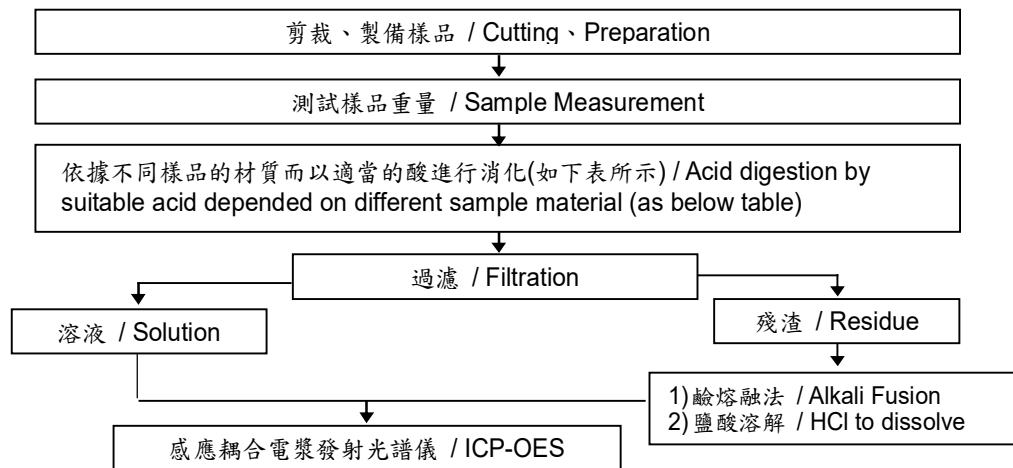 剪裁、製備樣品 / Cutting、Preparation
測試樣品重量 / Sample Measurement
依據不同樣品的材質而以適當的酸進行消化(如下表所示) / Acid digestion by
suitable acid depended on different sample material (as below table)
過濾 / Filtration
溶液 / Solution
殘渣 / Residue
1)鹼熔融法 / Alkali Fusion
2)鹽酸溶解 / HCl to dissolve
感應耦合電漿發射光譜儀 / ICP-OES